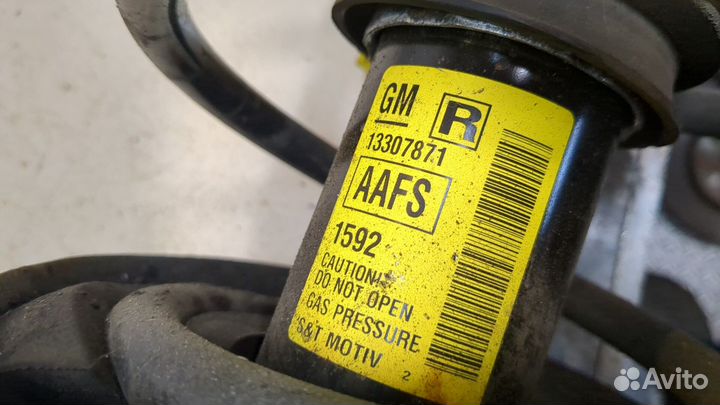 GM R
13307871
AAFS
1592
CAUTION!
DO NOT OPEN
GAS PRESSURE
S&T MOTIV 2
Avito